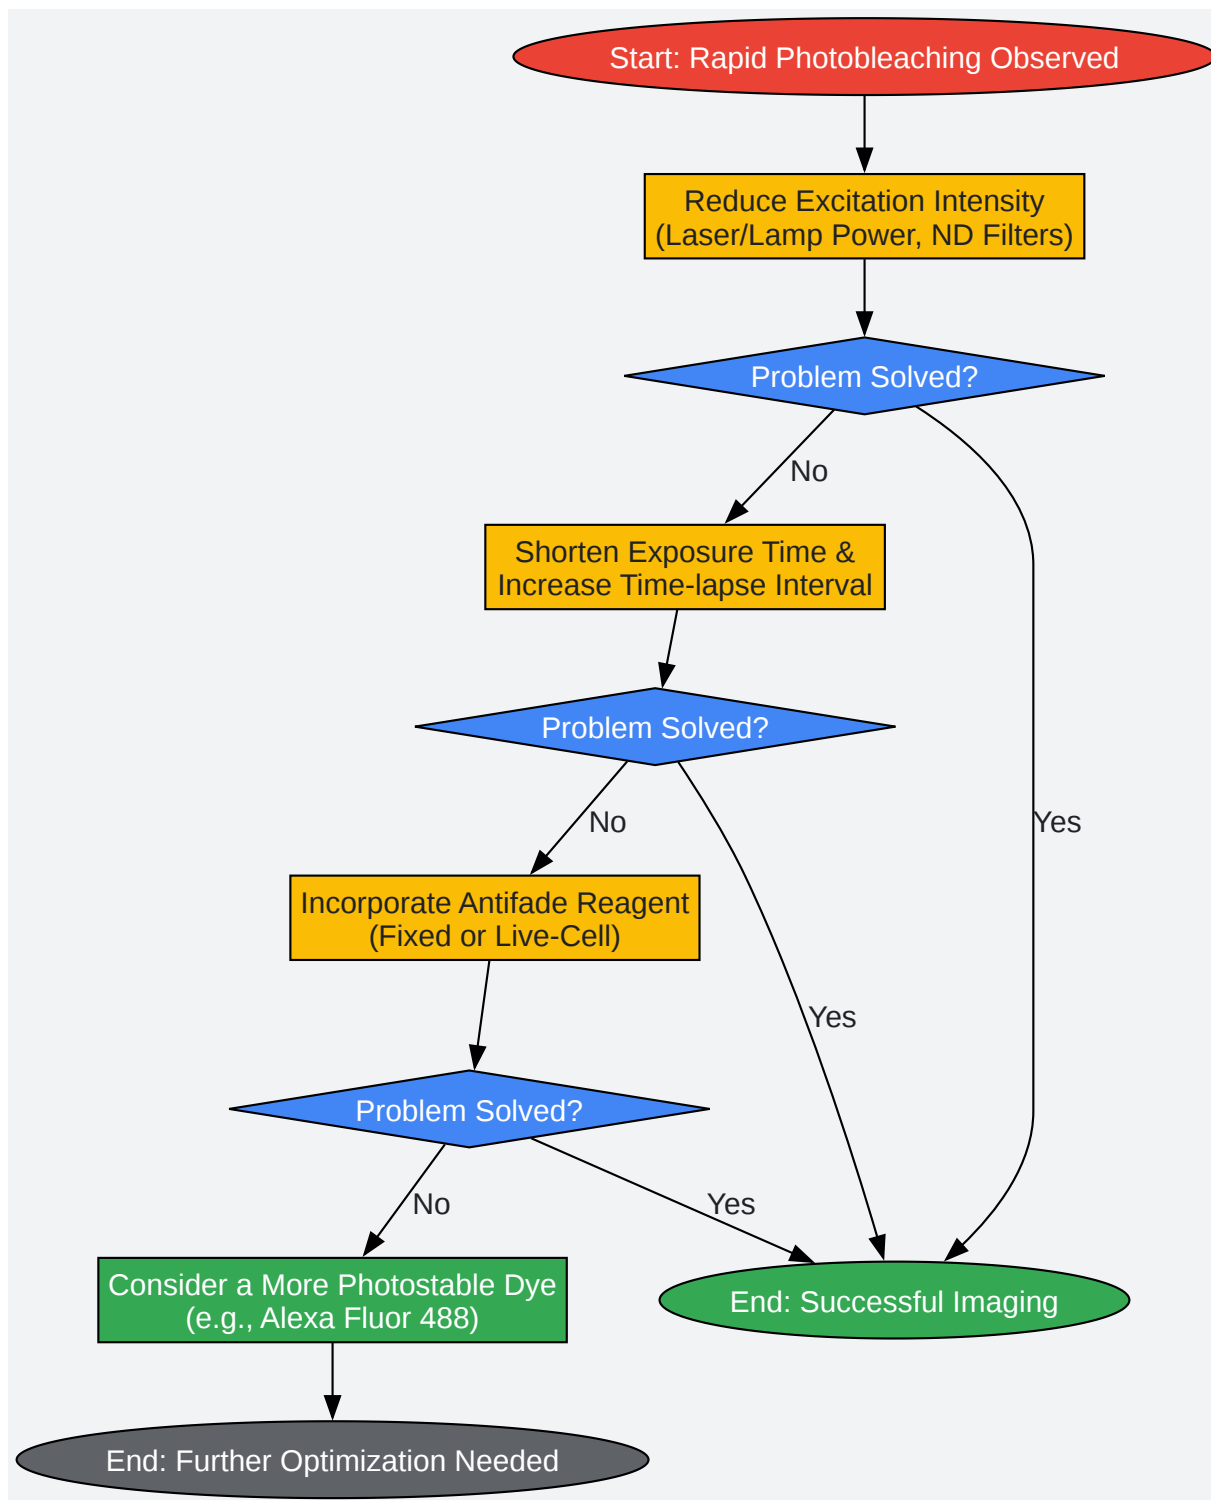 Start: Rapid Photobleaching Observed
Reduce Excitation Intensity
(Laser/Lamp Power, ND Filters)
Problem Solved?
No
Shorten Exposure Time &
Increase Time-lapse Interval
Problem Solved?
No
Yes
Incorporate Antifade Reagent
(Fixed or Live-Cell)
Yes
Problem Solved?
No
Yes
Consider a More Photostable Dye
(e.g., Alexa Fluor 488)
End: Successful Imaging
End: Further Optimization Needed